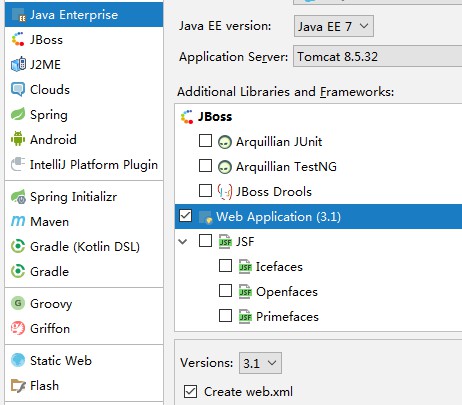 Java Enterprise
JBoss
J2ME
Clouds
Spring
Android
IntelliJ Platform Plugin
Spring Initializr
Maven
Gradle (Kotlin DSL)
Gradle
Groovy
Griffon
Static Web
Flash
Java EE version: Java EE 7
Application Server: Tomcat 8.5.32
Additional Libraries and Frameworks:
JBoss
Arquillian JUnit
Arquillian TestNG
JBoss Drools
Web Application (3.1)
JSF
Icefaces
Openfaces
Primefaces
Versions: 3.1
Create web.xml